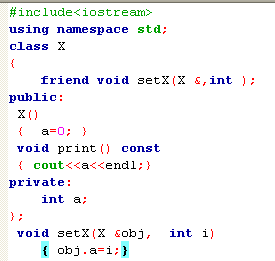 #include<iostream>
using namespace std;
class X
{
    friend void setX(X &,int );
public:
 X()
 {  a=0; }
 void print() const
 { cout<<a<<endl;}
private:
    int a;
};
 void setX(X &obj,  int i)
    { obj.a=i;}